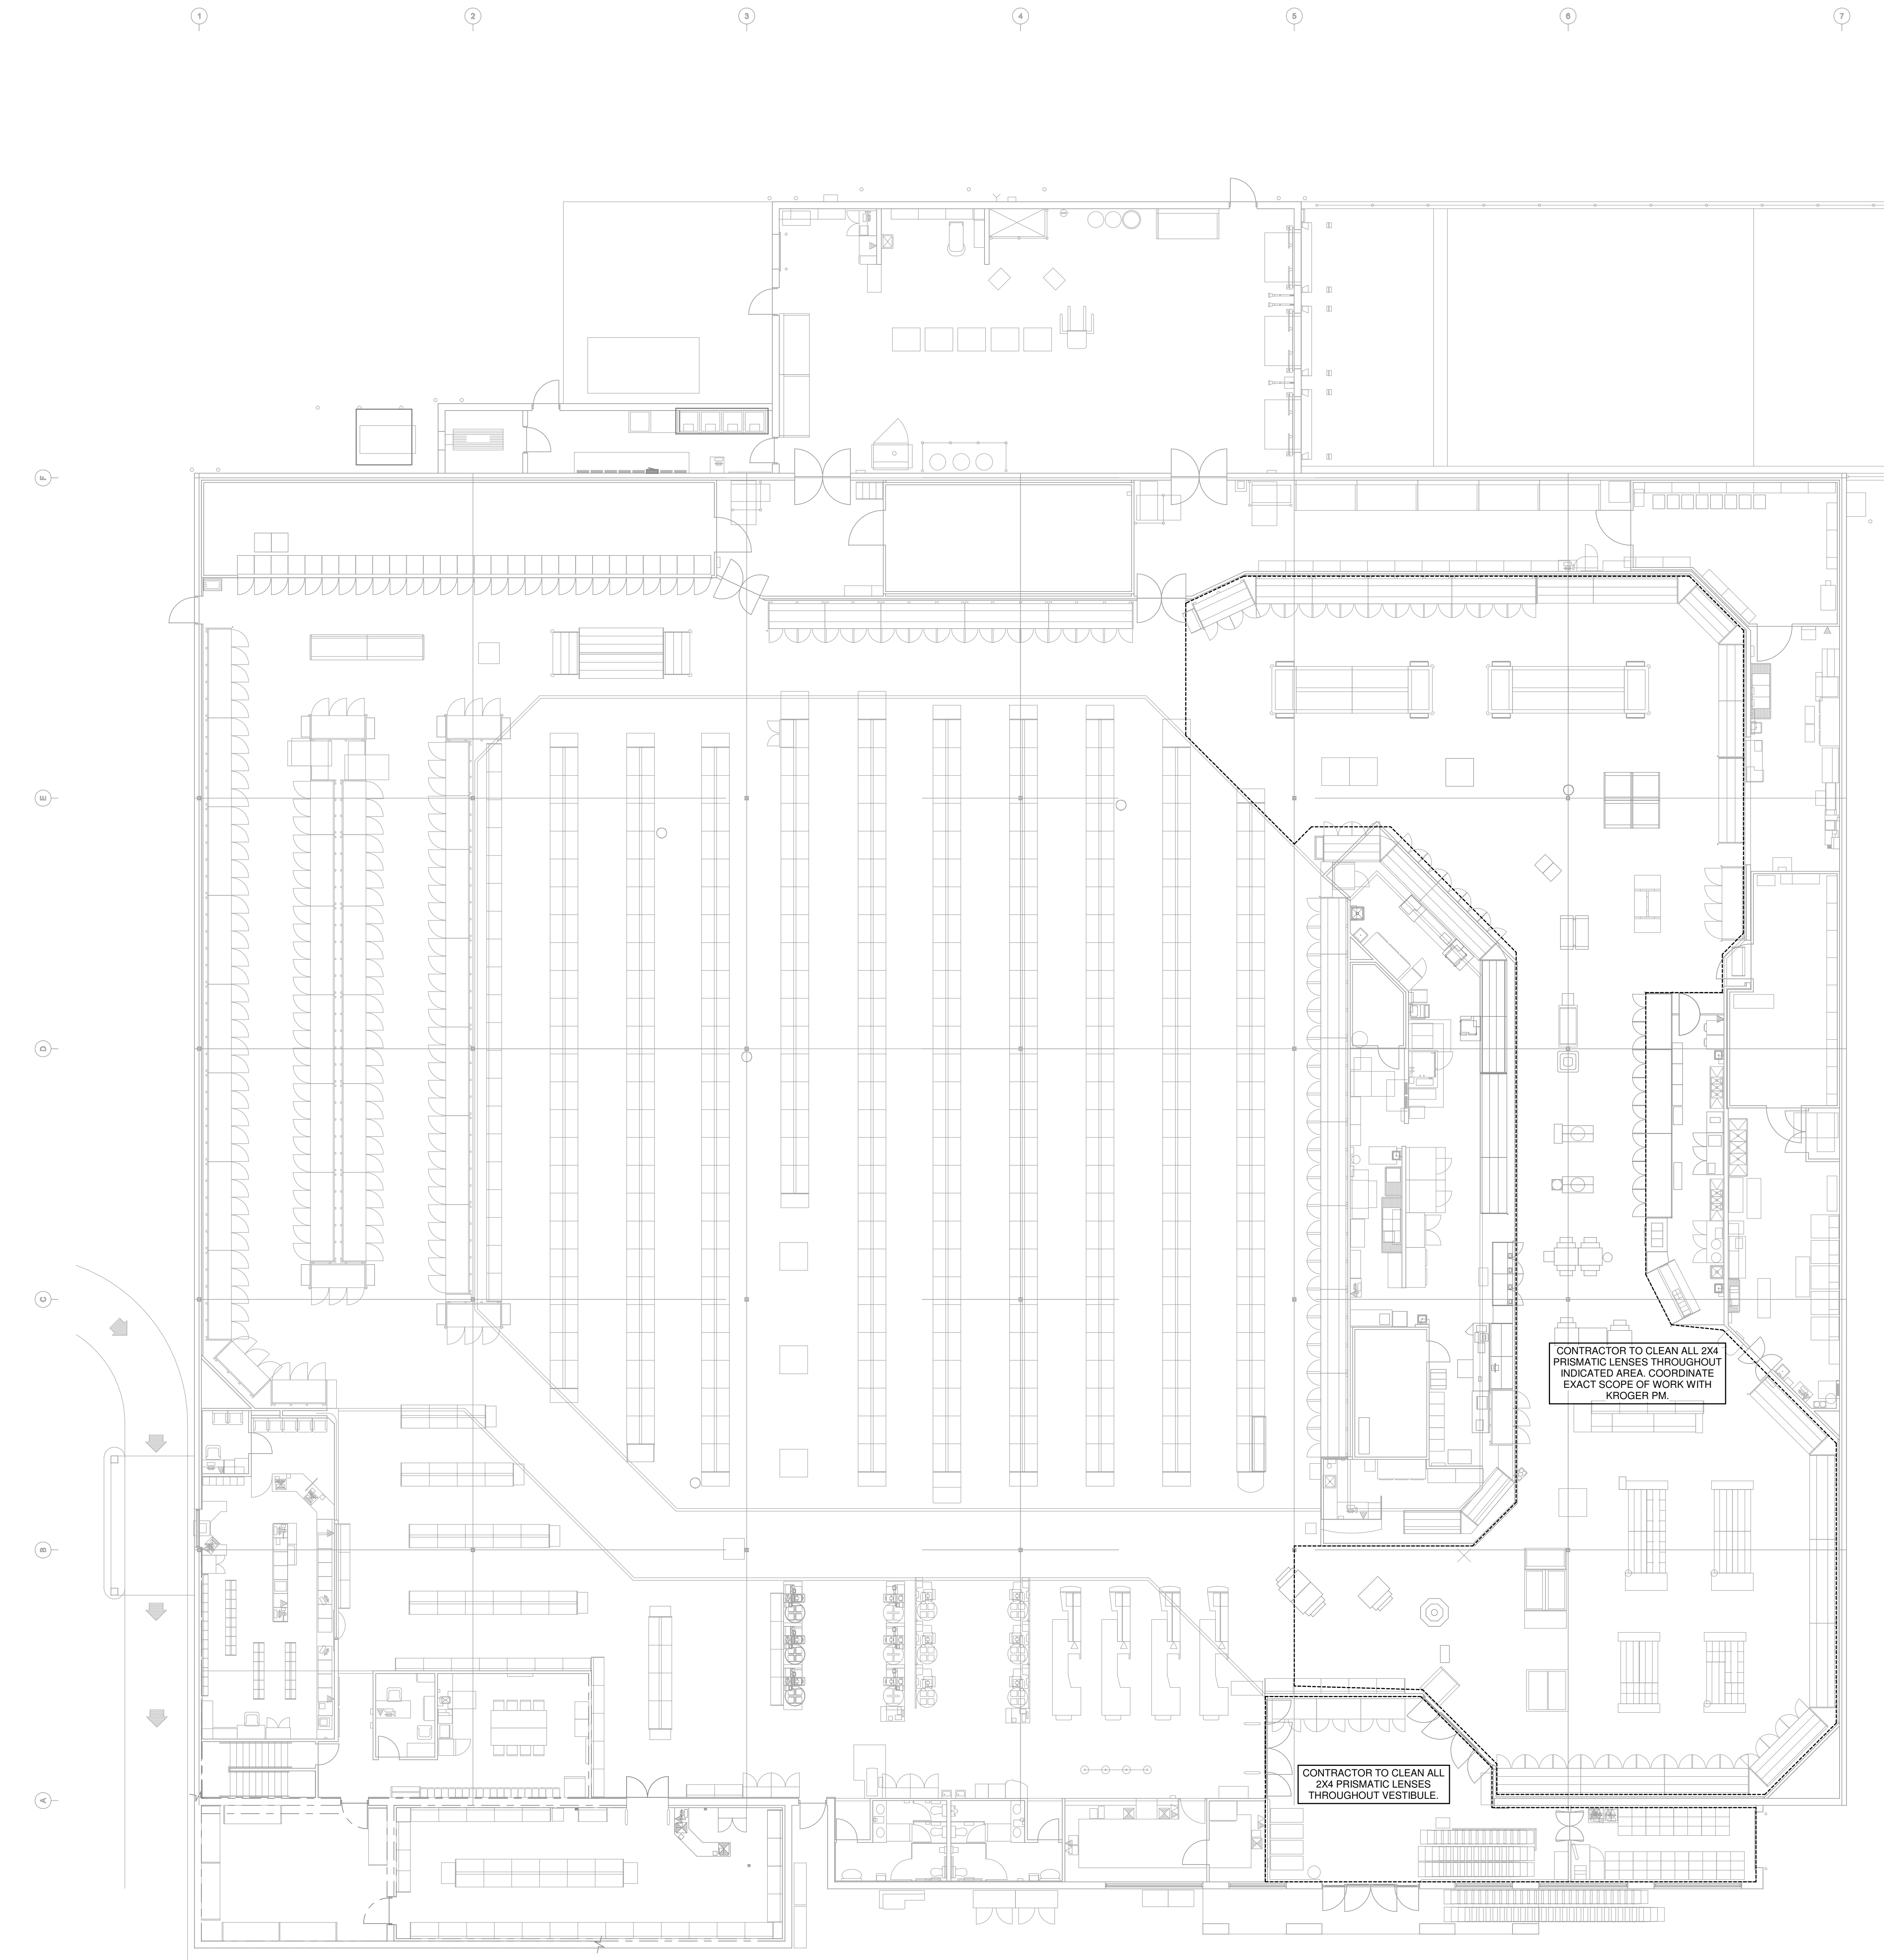 1
2
3
4
5
6
7
F
E
D
C
B
A
CONTRACTOR TO CLEAN ALL 2X4
PRISMATIC LENSES THROUGHOUT
INDICATED AREA. COORDINATE
EXACT SCOPE OF WORK WITH
KROGER PM.
CONTRACTOR TO CLEAN ALL
2X4 PRISMATIC LENSES
THROUGHOUT VESTIBULE.